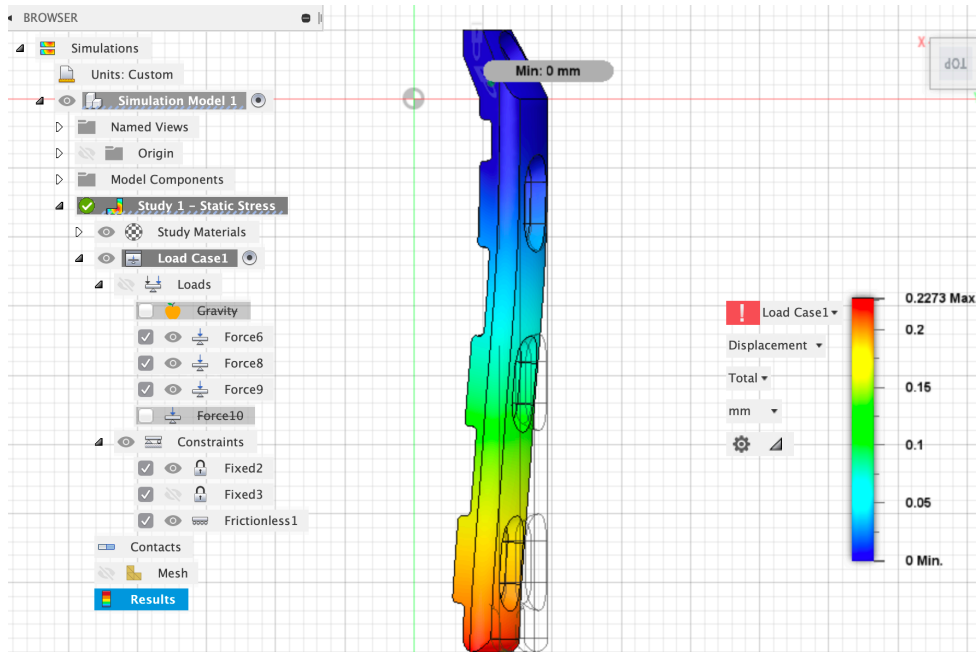 BROWSER
Simulations
Units: Custom
Simulation Model 1
Named Views
Origin
Model Components
Study 1 - Static Stress
Study Materials
Load Case1
Loads
Gravity
Force6
Force8
Force9
Force10
Constraints
Fixed2
Fixed3
Frictionless1
Contacts
Mesh
Results
Min: 0 mm
X
TOP
Load Case1
Displacement
Total
mm
0.2273 Max
0.2
0.15
0.1
0.05
0 Min.